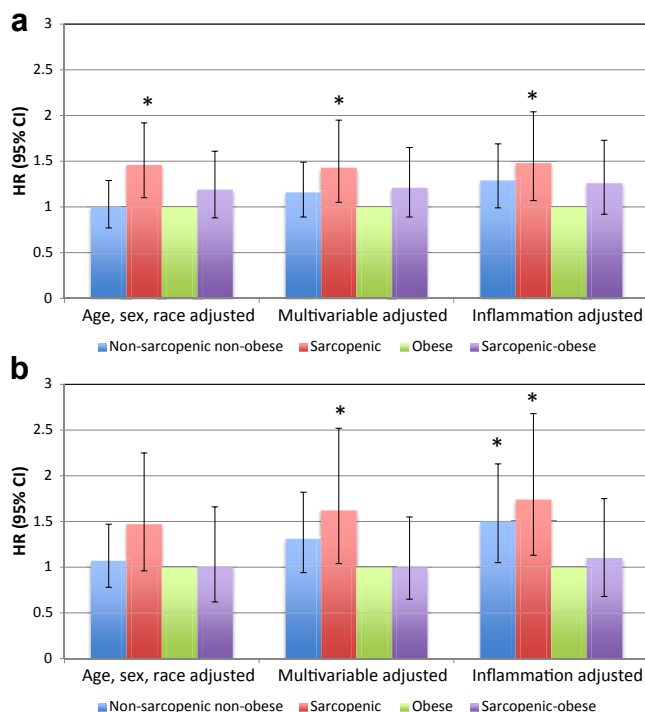 a
3
2.5
2
1.5
1
0.5
0
HR (95% CI)
* * *
Age, sex, race adjusted Multivariable adjusted Inflammation adjusted
Non-sarcopenic non-obese Sarcopenic Obese Sarcopenic-obese
b
3
2.5
2
1.5
1
0.5
0
HR (95% CI)
* * *
Age, sex, race adjusted Multivariable adjusted Inflammation adjusted
Non-sarcopenic non-obese Sarcopenic Obese Sarcopenic-obese